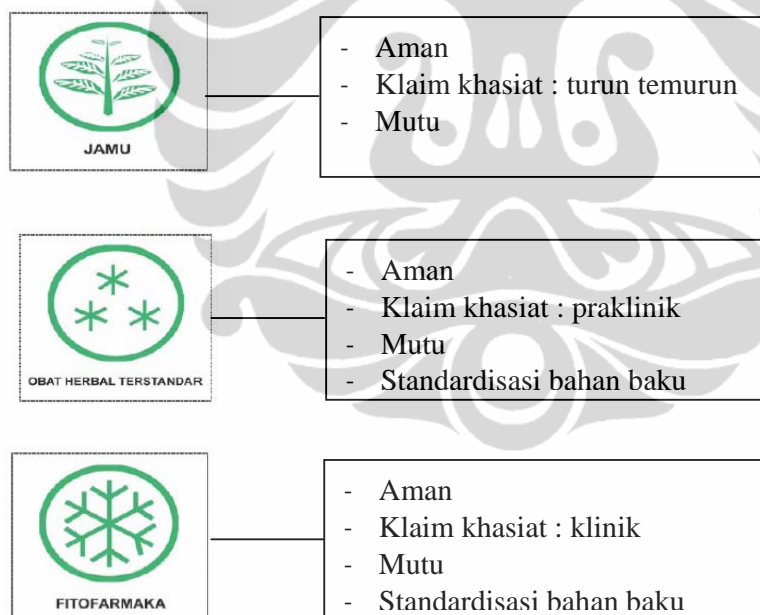 JAMU
- Aman
- Klaim khasiat : turun temurun
- Mutu
OBAT HERBAL TERSTANDAR
- Aman
- Klaim khasiat : praklinik
- Mutu
- Standardisasi bahan baku
FITOFARMAKA
- Aman
- Klaim khasiat : klinik
- Mutu
- Standardisasi bahan baku